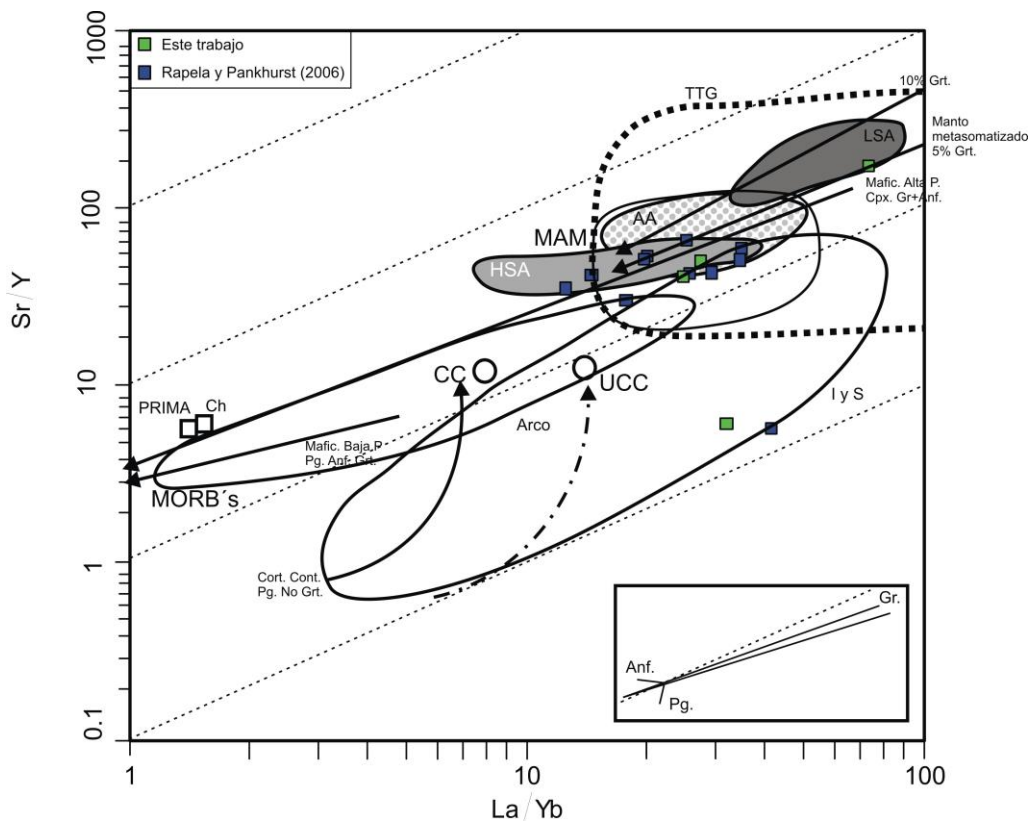 1000
100
10
1
0.1
Sr/Y
Este trabajo
Rapela y Pankhurst (2006)
TTG
10% Grt.
LSA
Manto
metasomatizado
5% Grt.
Mafic. Alta P.
Cpx. Gr+Anf.
AA
MAM
HSA
CC
UCC
PRIMA
Ch
Arco
I y S
Mafic. Baja P
Pg. Anf. Grt.
MORB´s
Cort. Cont.
Pg. No Grt.
Gr.
Anf.
Pg.
1
10
100
La/Yb